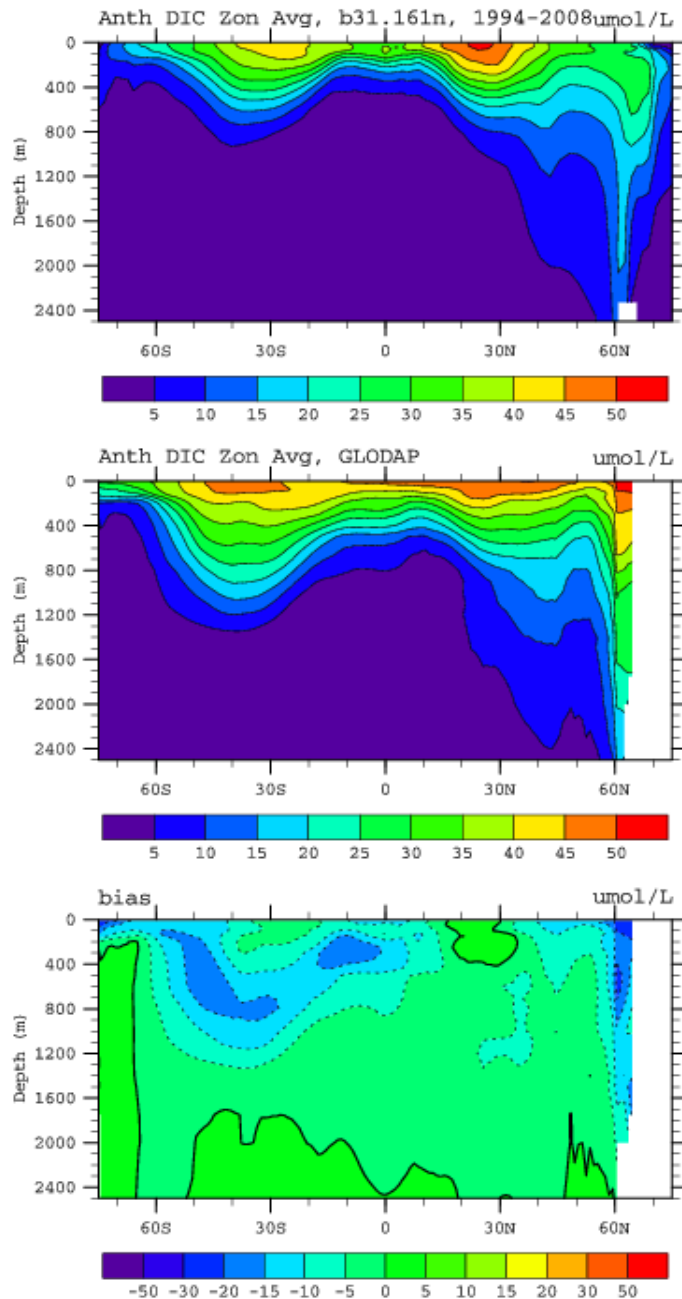 Anth DIC Zon Avg, b31.161n, 1994-2008 umol/L
0
400
800
1200
1600
2000
2400
Depth (m)
60S 30S 0 30N 60N
5 10 15 20 25 30 35 40 45 50
Anth DIC Zon Avg, GLODAP umol/L
0
400
800
1200
1600
2000
2400
Depth (m)
60S 30S 0 30N 60N
5 10 15 20 25 30 35 40 45 50
bias umol/L
0
400
800
1200
1600
2000
2400
Depth (m)
60S 30S 0 30N 60N
-50 -30 -20 -15 -10 -5 0 5 10 15 20 30 50